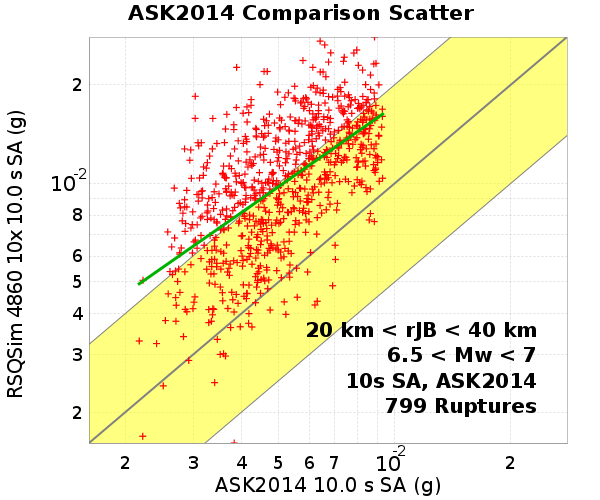 ASK2014 Comparison Scatter
RSQSim 4860 10x 10.0 s SA (g)
2
10-2
8
6
5
4
3
2
20 km < rJB < 40 km
6.5 < Mw < 7
10s SA, ASK2014
799 Ruptures
2 3 4 5 6 7 10-2 2
ASK2014 10.0 s SA (g)